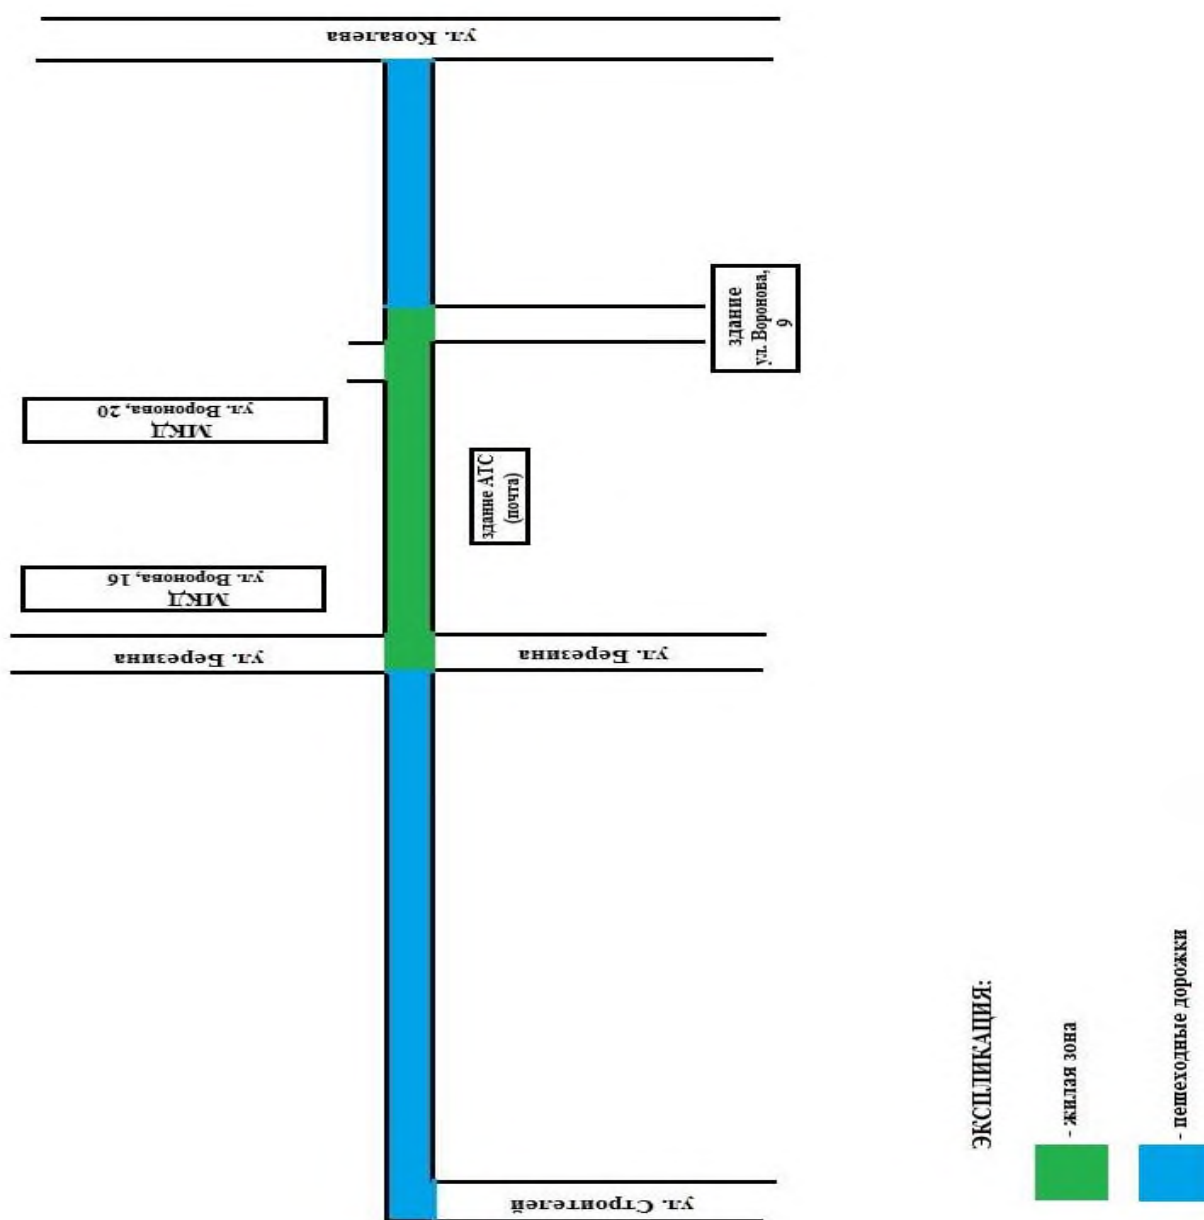 ул. Ковалева
здание
ул. Воронова,
9
МКД
ул. Воронова, 20
здание АТС
(почта)
МКД
ул. Воронова, 16
ул. Березина
ул. Березина
ул. Строителей
ЭКСПЛИКАЦИЯ:
- жилая зона
- пешеходные дорожки